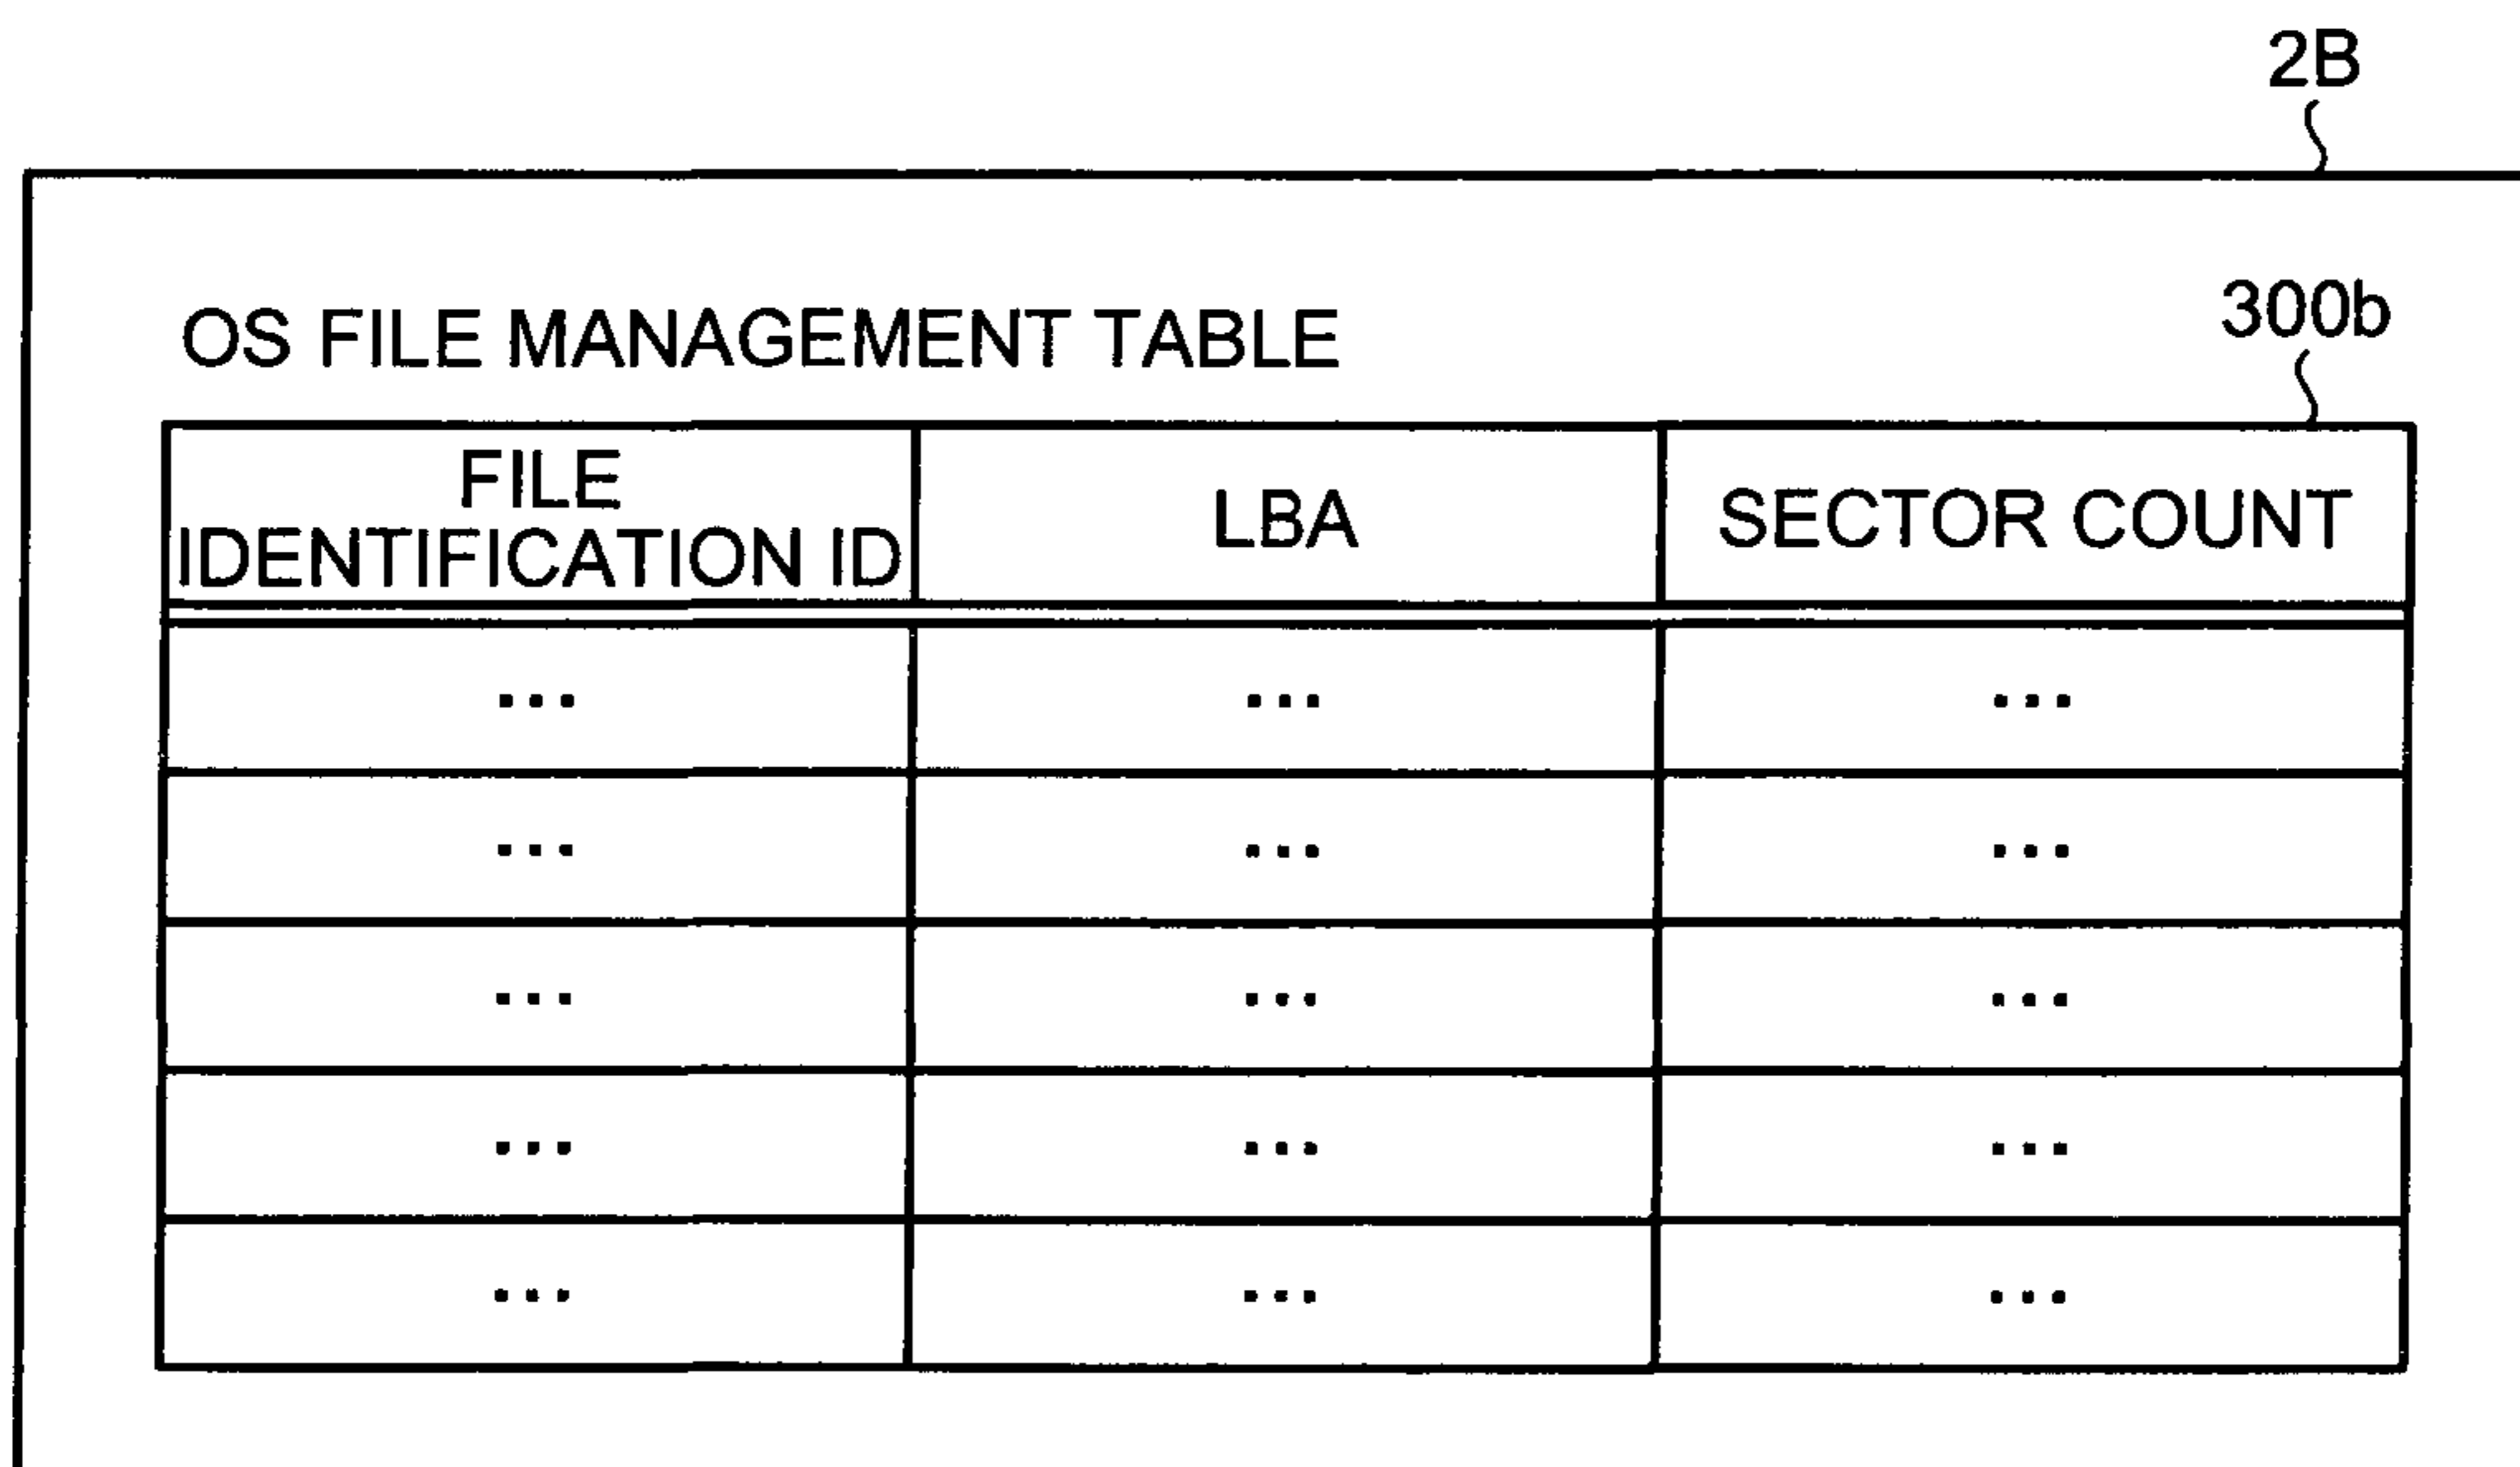 2B
OS FILE MANAGEMENT TABLE
300b
FILE
IDENTIFICATION ID
LBA
SECTOR COUNT
... ... ...
... ... ...
... ... ...
... ... ...
... ... ...